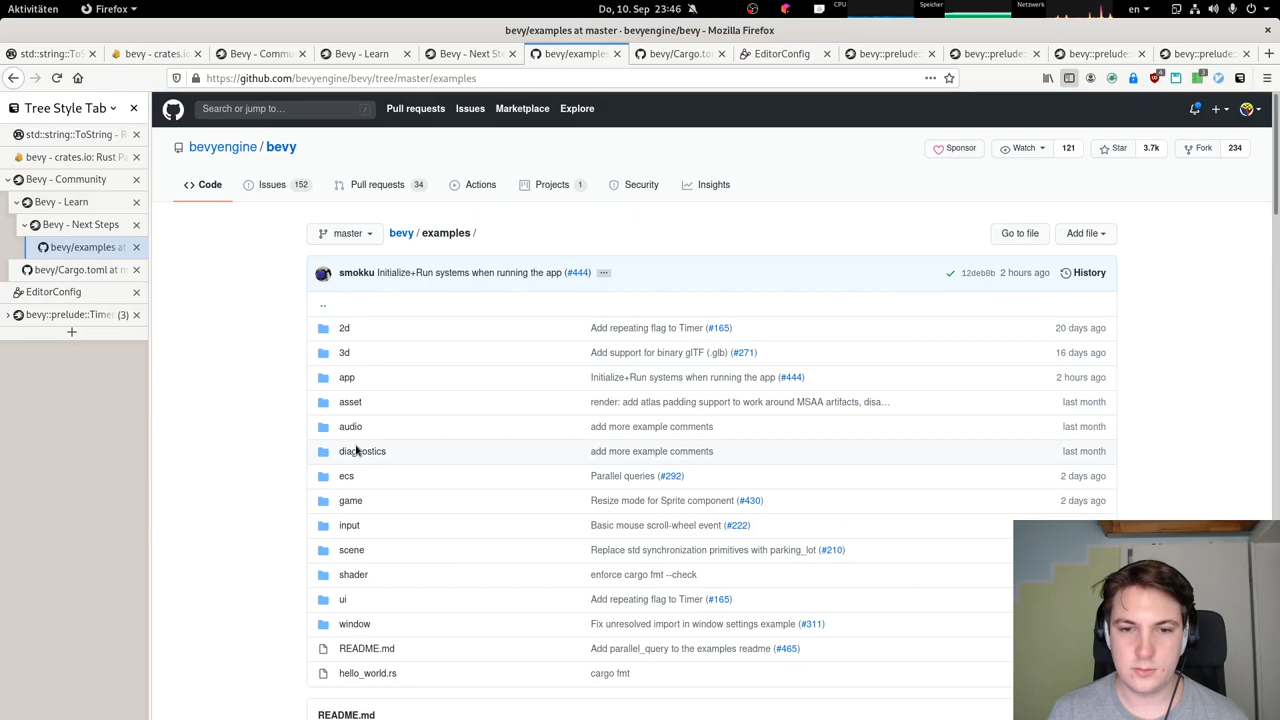 Aktivitäten Firefox Do, 10. Sep 23:46 CPU Speicher Netzwerk en
bevy/examples at master · bevyengine/bevy - Mozilla Firefox
std::string::ToS bevy - crates.io: Bevy - Commu Bevy - Learn Bevy - Next Ste bevy/examples bevy/Cargo.to EditorConfig bevy::prelude: bevy::prelude: bevy::prelude: bevy::prelude:
https://github.com/bevyengine/bevy/tree/master/examples
Tree Style Tab
std::string::ToString - R
bevy - crates.io: Rust Pa
Bevy - Community
Bevy - Learn
Bevy - Next Steps
bevy/examples at
bevy/Cargo.toml at m
EditorConfig
bevy::prelude::Timer (3)
Search or jump to… / Pull requests Issues Marketplace Explore
bevyengine / bevy Sponsor Watch 121 Star 3.7k Fork 234
Code Issues 152 Pull requests 34 Actions Projects 1 Security Insights
master bevy / examples / Go to file Add file
smokku Initialize+Run systems when running the app (#444) 12deb0b 2 hours ago History
..
2d Add repeating flag to Timer (#165) 20 days ago
3d Add support for binary glTF (.glb) (#271) 16 days ago
app Initialize+Run systems when running the app (#444) 2 hours ago
asset render: add atlas padding support to work around MSAA artifacts, disa… last month
audio add more example comments last month
diagnostics add more example comments last month
ecs Parallel queries (#292) 2 days ago
game Resize mode for Sprite component (#430) 2 days ago
input Basic mouse scroll-wheel event (#222)
scene Replace std synchronization primitives with parking_lot (#210)
shader enforce cargo fmt --check
ui Add repeating flag to Timer (#165)
window Fix unresolved import in window settings example (#311)
README.md Add parallel_query to the examples readme (#465)
hello_world.rs cargo fmt
README.md